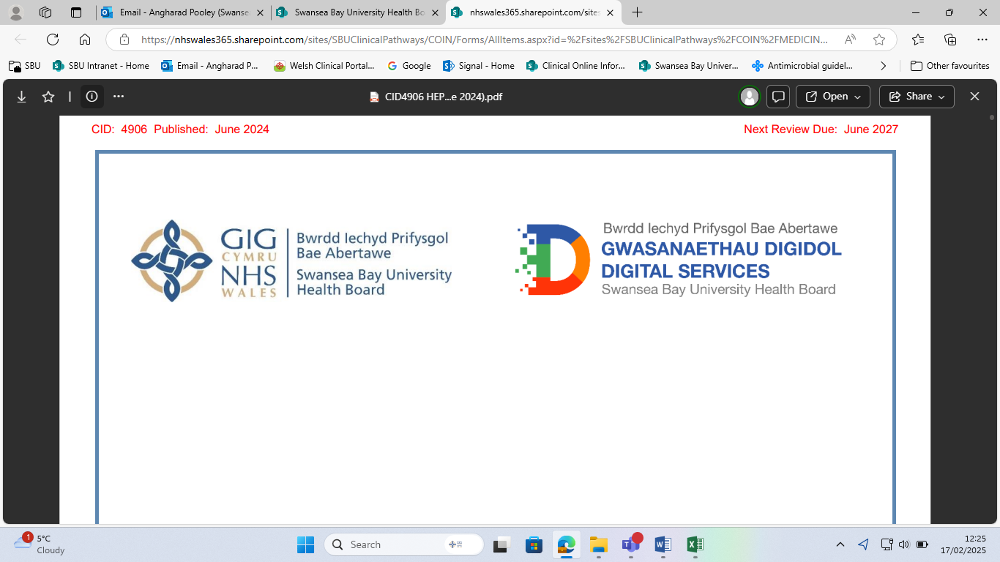 Email - Angharad Pooley (Swanse
Swansea Bay University Health Bo
nhswales365.sharepoint.com/sites
https://nhswales365.sharepoint.com/sites/SBUClinicalPathways/COIN/Forms/AllItems.aspx?id=%2Fsites%2FSBUClinicalPathways%2FCOIN%2FMEDICIN...
SBU
SBU Intranet - Home
Email - Angharad P...
Welsh Clinical Portal...
Google
Signal - Home
Clinical Online Infor...
Swansea Bay Univer...
Antimicrobial guidel...
Other favourites
CID4906 HEP...e 2024).pdf
Open
Share
CID: 4906 Published: June 2024
Next Review Due: June 2027
GIG
CYMRU
NHS
WALES
Bwrdd Iechyd Prifysgol
Bae Abertawe
Swansea Bay University
Health Board
Bwrdd Iechyd Prifysgol Bae Abertawe
GWASANAETHAU DIGIDOL
DIGITAL SERVICES
Swansea Bay University Health Board
1
5°C
Cloudy
Search
12:25
17/02/2025